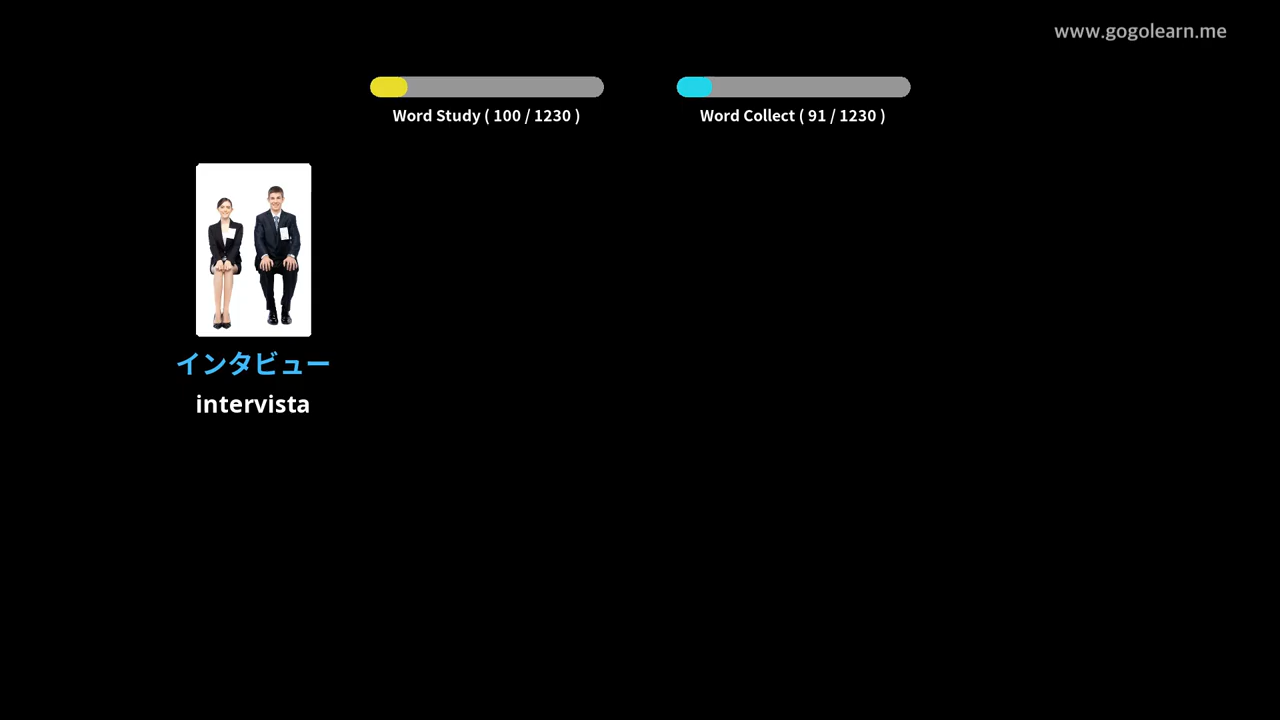 www.gogolearn.me
Word Study ( 100 / 1230 )
Word Collect ( 91 / 1230 )
インタビュー
intervista